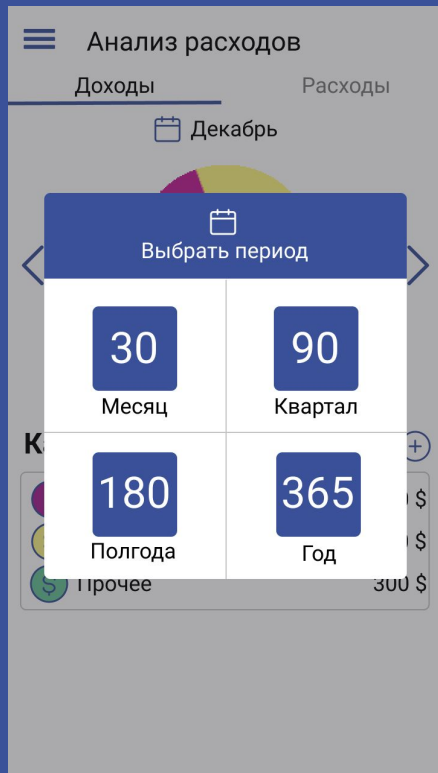 Анализ расходов
Доходы Расходы
Декабрь
Выбрать период
30 90
Месяц Квартал
180 365
Полгода Год
$
$
Прочее 300 $